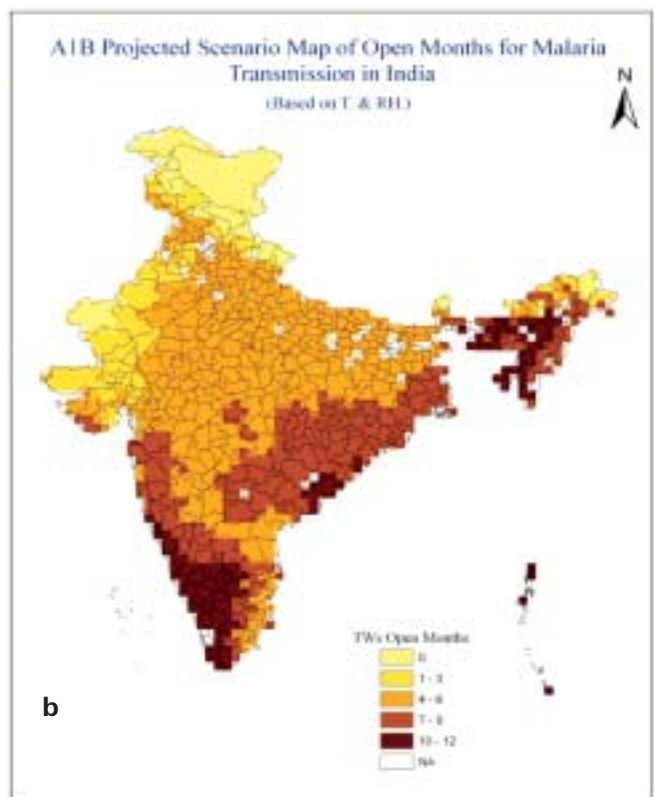 A1B Projected Scenario Map of Open Months for Malaria
Transmission in India
(Based on T. & RH.)
N
TWs Open Months
0
1 - 3
4 - 6
7 - 9
10 - 12
NA
b